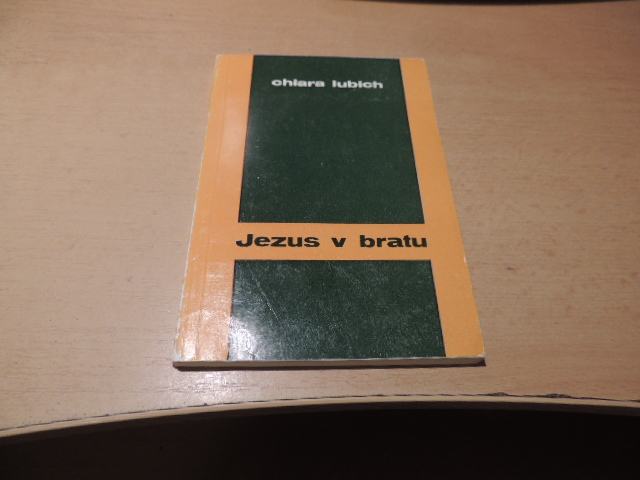 chiara lubich
Jezus v bratu